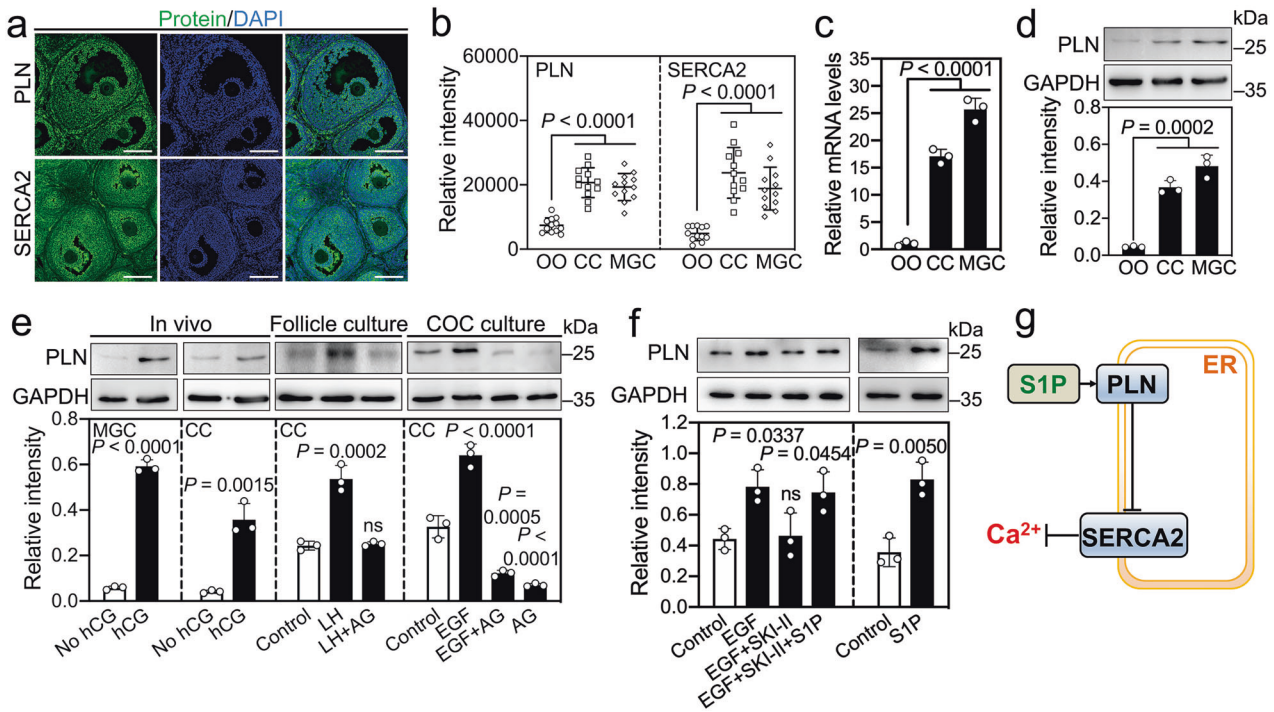 a
Protein/DAPI
PLN
SERCA2
b
Relative intensity
60000
40000
20000
0
PLN
P < 0.0001
SERCA2
P < 0.0001
OO CC MGC OO CC MGC
c
Relative mRNA levels
35
30
25
20
15
10
5
0
P < 0.0001
OO CC MGC
d
kDa
PLN –25
GAPDH –35
Relative intensity
0.8
0.6
0.4
0.2
0.0
P = 0.0002
OO CC MGC
e
In vivo Follicle culture COC culture kDa
PLN –25
GAPDH –35
Relative intensity
0.8
0.6
0.4
0.2
0.0
MGC
P < 0.0001
CC
P = 0.0015
CC
P = 0.0002
ns
CC
P < 0.0001
P =
0.0005
P <
0.0001
No hCG
hCG
No hCG
hCG
Control
LH
LH+AG
Control
EGF
EGF+AG
AG
f
kDa
PLN –25
GAPDH –35
Relative intensity
1.2
1.0
0.8
0.6
0.4
0.2
0.0
P = 0.0337
ns
P = 0.0454
P = 0.0050
Control
EGF
EGF+SKI-II
EGF+SKI-II+S1P
Control
S1P
g
S1P
PLN
ER
Ca²⁺
SERCA2